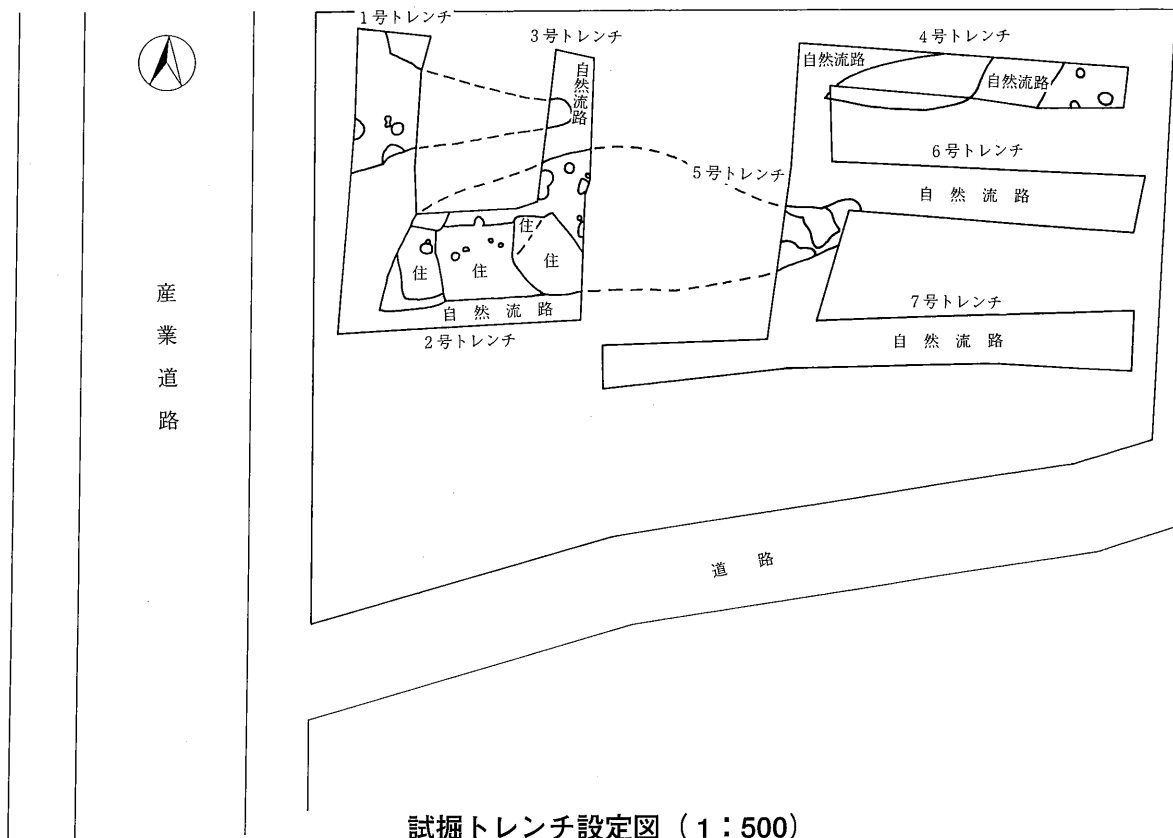 1号トレンチ
3号トレンチ
4号トレンチ
自然流路
自然流路
自然流路
6号トレンチ
5号トレンチ
自然流路
住
住
住
住
7号トレンチ
自然流路
自然流路
2号トレンチ
産業道路
道路
試掘トレンチ設定図（1：500）